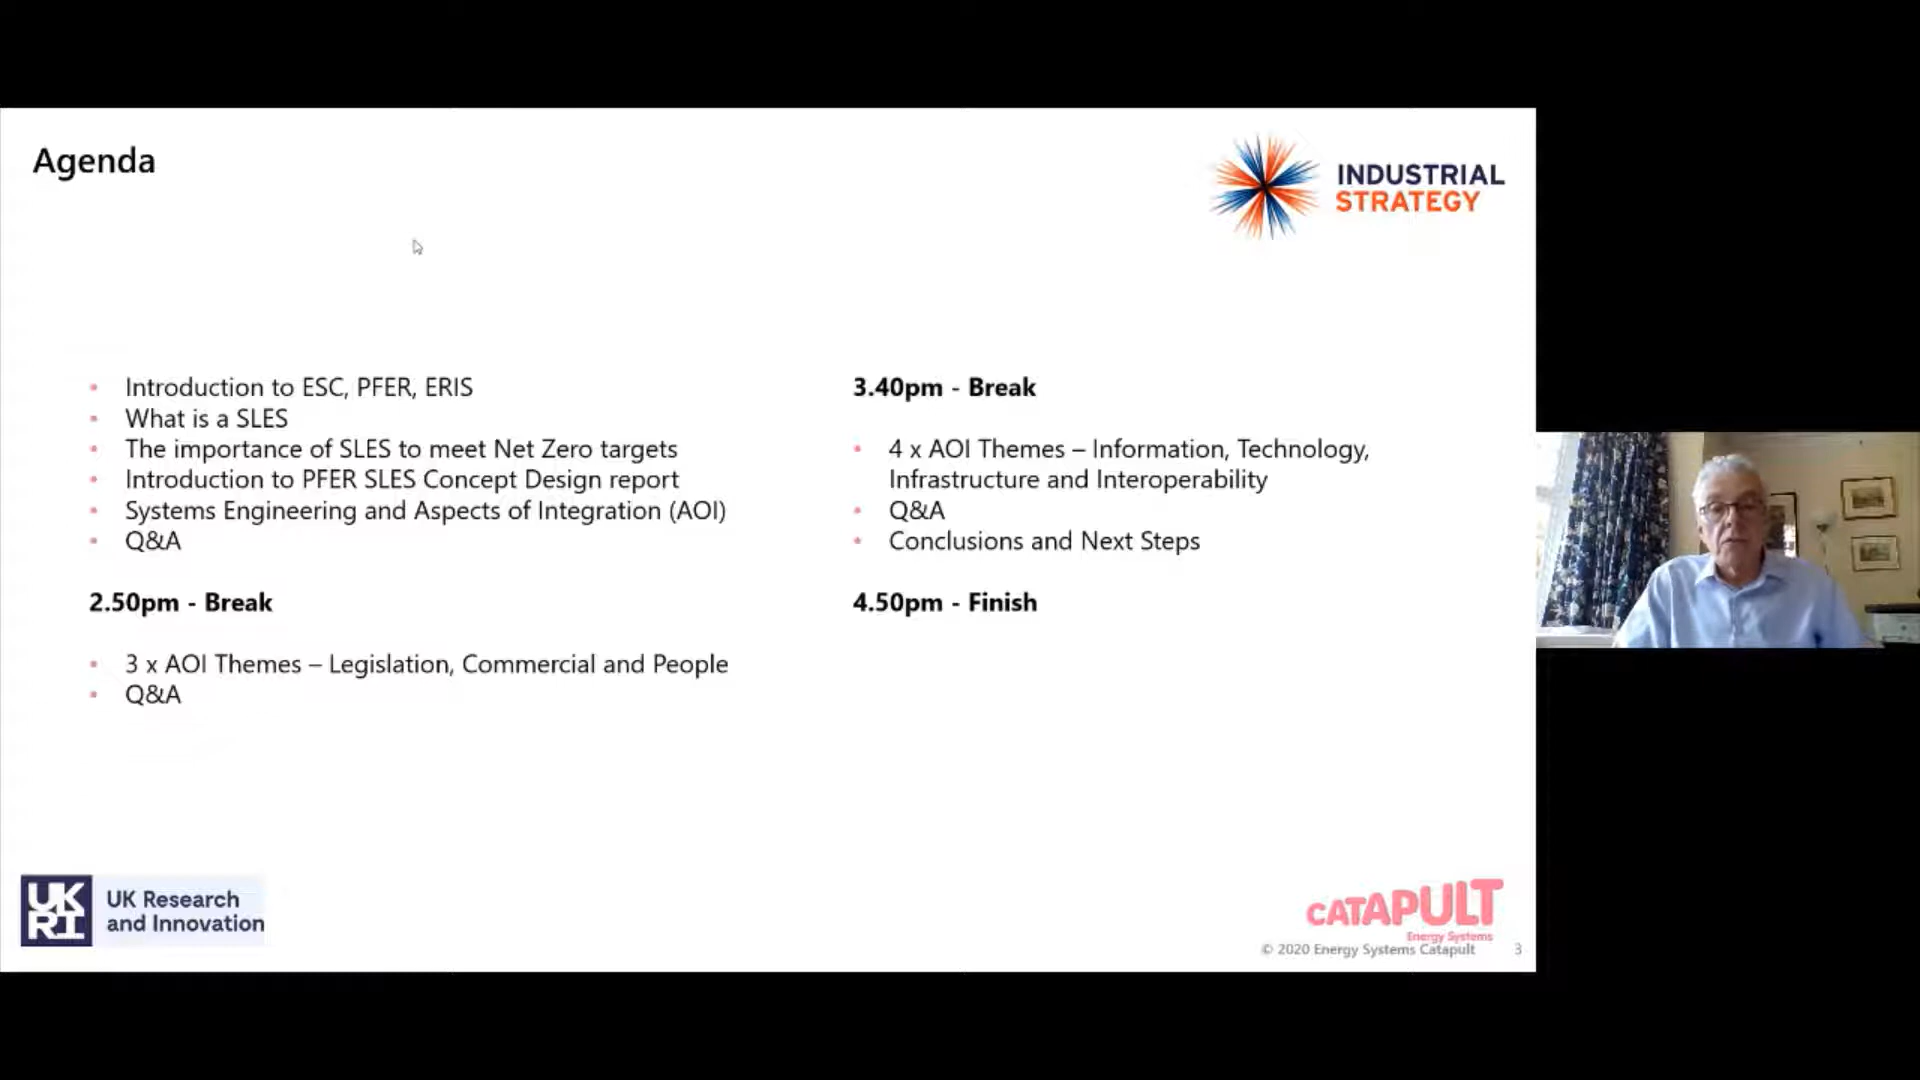 Agenda
INDUSTRIAL
STRATEGY
• Introduction to ESC, PFER, ERIS
• What is a SLES
• The importance of SLES to meet Net Zero targets
• Introduction to PFER SLES Concept Design report
• Systems Engineering and Aspects of Integration (AOI)
• Q&A
2.50pm - Break
• 3 x AOI Themes – Legislation, Commercial and People
• Q&A
3.40pm - Break
• 4 x AOI Themes – Information, Technology,
Infrastructure and Interoperability
• Q&A
• Conclusions and Next Steps
4.50pm - Finish
UK
RI
UK Research
and Innovation
CATAPULT
Energy Systems
© 2020 Energy Systems Catapult
3